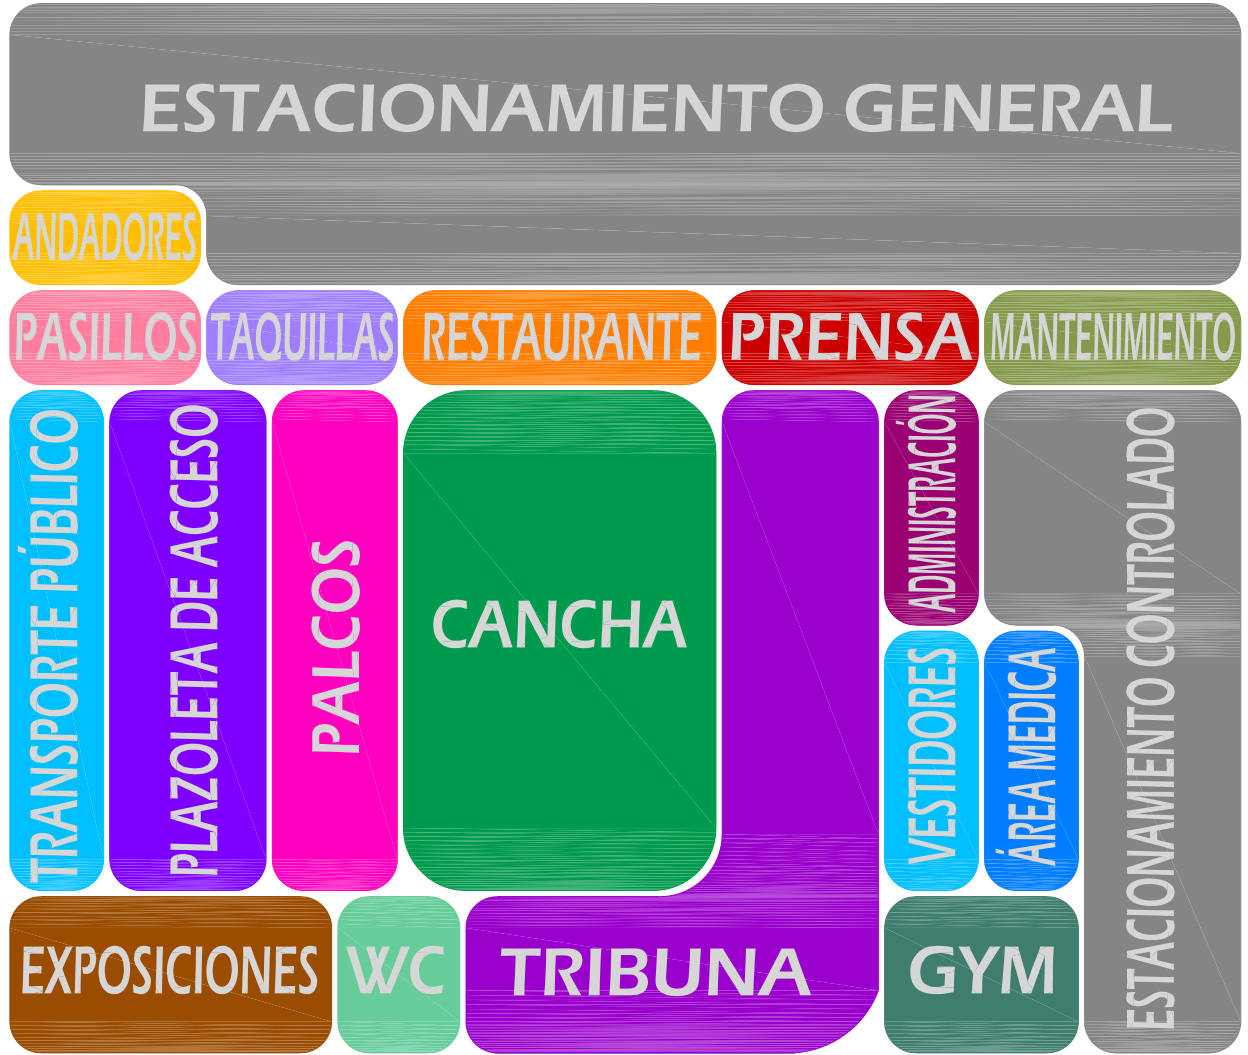 ESTACIONAMIENTO GENERAL
ANDADORES
PASILLOS
TAQUILLAS
RESTAURANTE
PRENSA
MANTENIMIENTO
TRANSPORTE PÚBLICO
PLAZOLETA DE ACCESO
PALCOS
CANCHA
ADMINISTRACIÓN
ESTACIONAMIENTO CONTROLADO
VESTIDORES
ÁREA MEDICA
EXPOSICIONES
WC
TRIBUNA
GYM